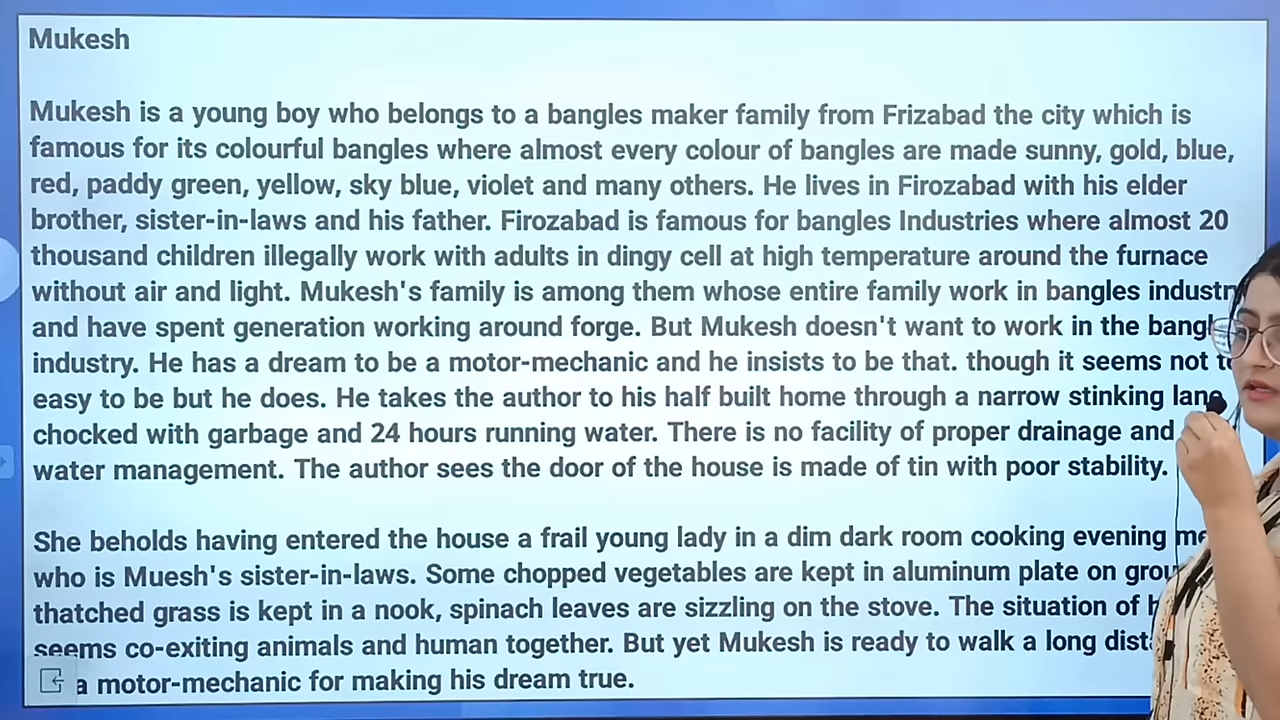 Mukesh
Mukesh is a young boy who belongs to a bangles maker family from Frizabad the city which is
famous for its colourful bangles where almost every colour of bangles are made sunny, gold, blue,
red, paddy green, yellow, sky blue, violet and many others. He lives in Firozabad with his elder
brother, sister-in-laws and his father. Firozabad is famous for bangles Industries where almost 20
thousand children illegally work with adults in dingy cell at high temperature around the furnace
without air and light. Mukesh's family is among them whose entire family work in bangles
and have spent generation working around forge. But Mukesh doesn't want to work in the
industry. He has a dream to be a motor-mechanic and he insists to be that. though it seems not
easy to be but he does. He takes the author to his half built home through a narrow stinking
chocked with garbage and 24 hours running water. There is no facility of proper drainage and
water management. The author sees the door of the house is made of tin with poor stability.
She beholds having entered the house a frail young lady in a dim dark room cooking evening
who is Muesh's sister-in-laws. Some chopped vegetables are kept in aluminum plate on
thatched grass is kept in a nook, spinach leaves are sizzling on the stove. The situation of
seems co-exiting animals and human together. But yet Mukesh is ready to walk a long
a motor-mechanic for making his dream true.